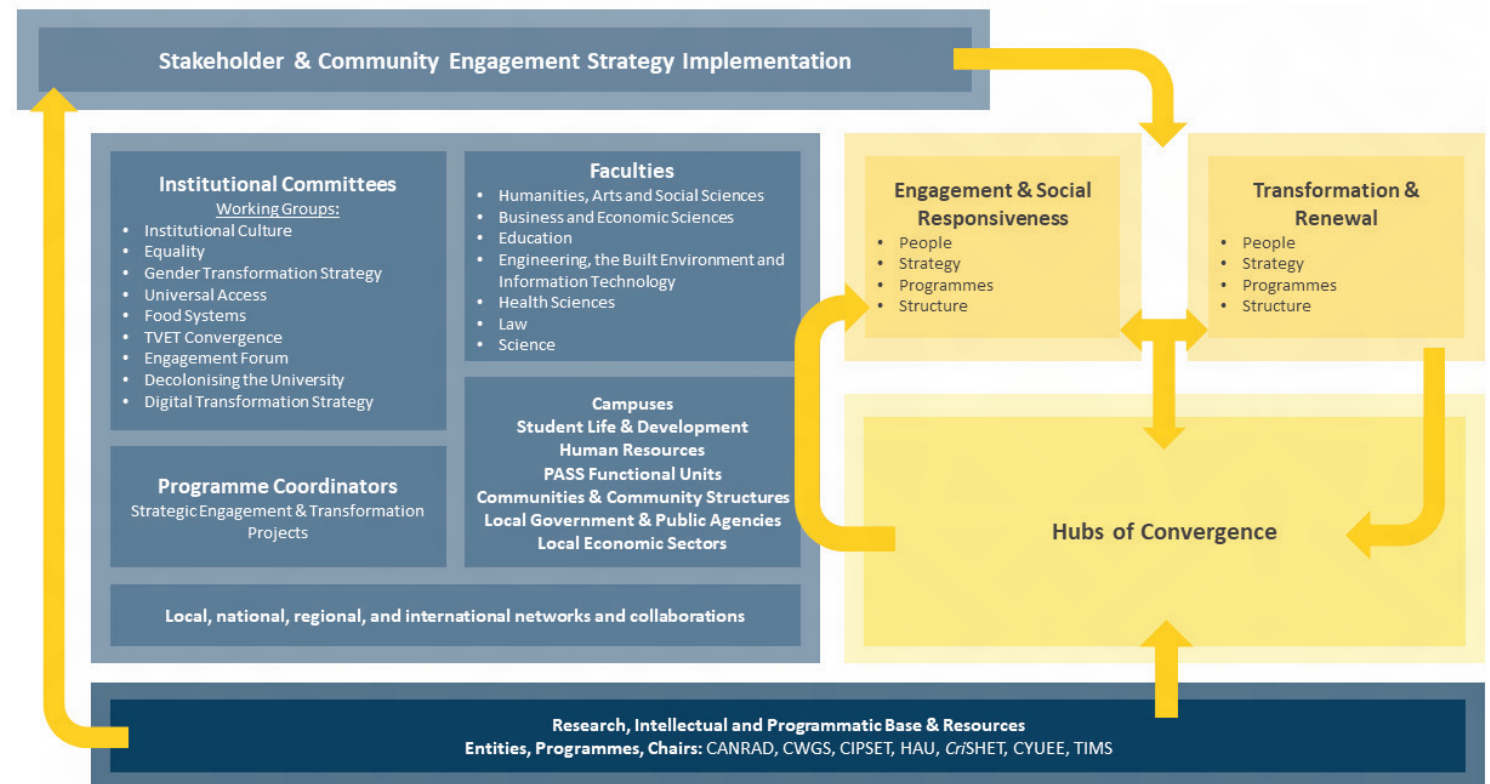 Stakeholder & Community Engagement Strategy Implementation
Institutional Committees
Working Groups:
• Institutional Culture
• Equality
• Gender Transformation Strategy
• Universal Access
• Food Systems
• TVET Convergence
• Engagement Forum
• Decolonising the University
• Digital Transformation Strategy
Faculties
• Humanities, Arts and Social Sciences
• Business and Economic Sciences
• Education
• Engineering, the Built Environment and
Information Technology
• Health Sciences
• Law
• Science
Programme Coordinators
Strategic Engagement & Transformation
Projects
Campuses
Student Life & Development
Human Resources
PASS Functional Units
Communities & Community Structures
Local Government & Public Agencies
Local Economic Sectors
Local, national, regional, and international networks and collaborations
Engagement & Social
Responsiveness
• People
• Strategy
• Programmes
• Structure
Transformation &
Renewal
• People
• Strategy
• Programmes
• Structure
Hubs of Convergence
Research, Intellectual and Programmatic Base & Resources
Entities, Programmes, Chairs: CANRAD, CWGS, CIPSET, HAU, CriSHET, CYUEE, TIMS